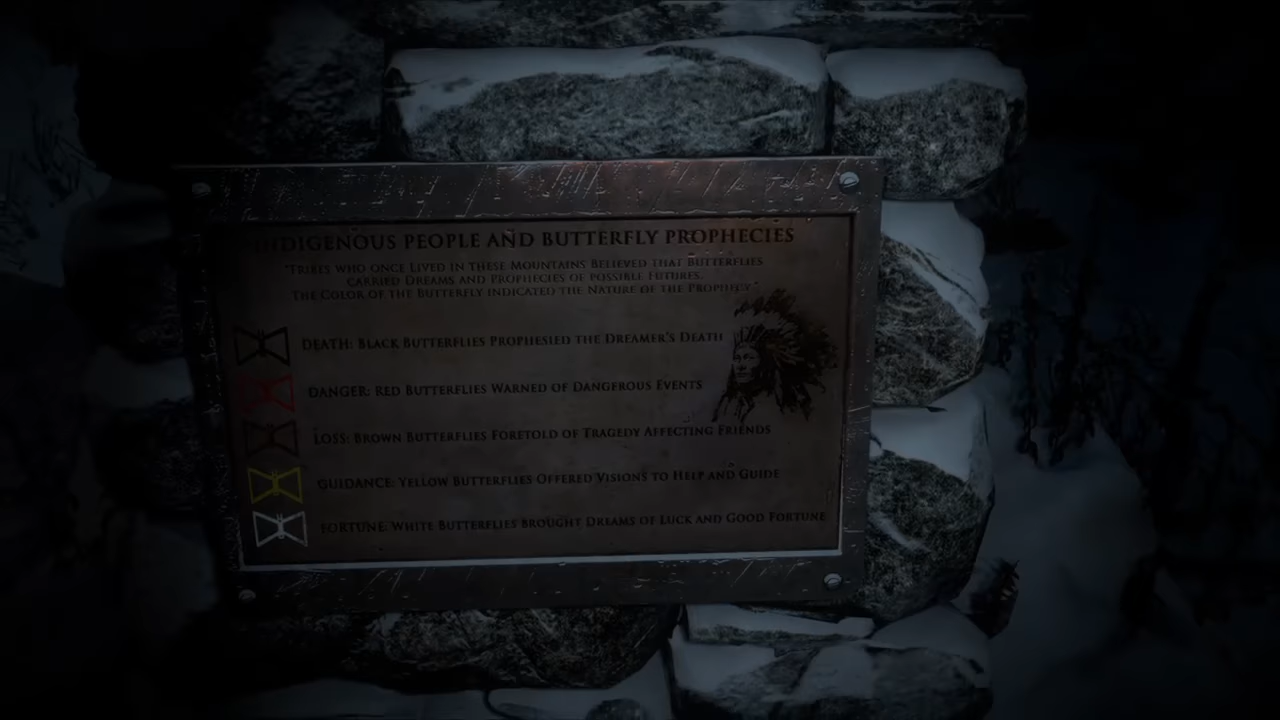 INDIGENOUS PEOPLE AND BUTTERFLY PROPHECIES
"TRIBES WHO ONCE LIVED IN THESE MOUNTAINS BELIEVED THAT BUTTERFLIES
CARRIED DREAMS AND PROPHECIES OF POSSIBLE FUTURES.
THE COLOR OF THE BUTTERFLY INDICATED THE NATURE OF THE PROPHECY."
DEATH: BLACK BUTTERFLIES PROPHESIED THE DREAMER'S DEATH
DANGER: RED BUTTERFLIES WARNED OF DANGEROUS EVENTS
LOSS: BROWN BUTTERFLIES FORETOLD OF TRAGEDY AFFECTING FRIENDS
GUIDANCE: YELLOW BUTTERFLIES OFFERED VISIONS TO HELP AND GUIDE
FORTUNE: WHITE BUTTERFLIES BROUGHT DREAMS OF LUCK AND GOOD FORTUNE